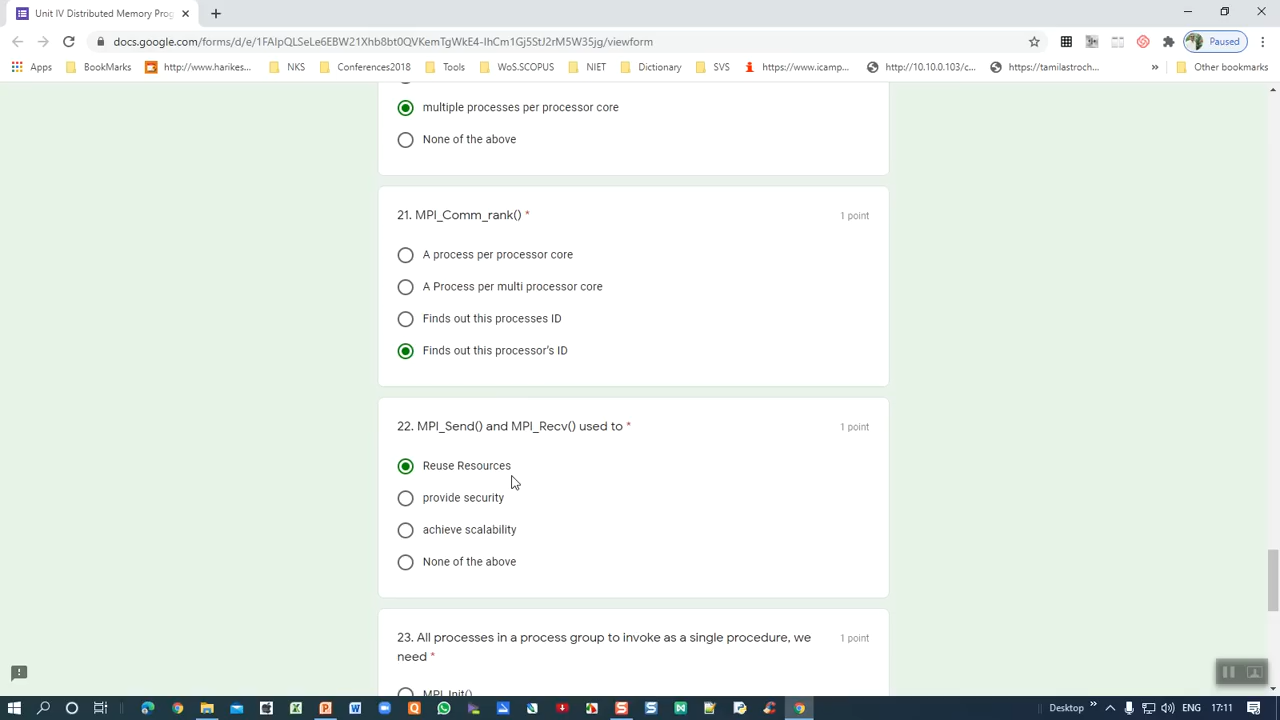 Unit IV Distributed Memory Prog
docs.google.com/forms/d/e/1FAIpQLSeLe6EBW21Xhb8bt0QVKemTgWkE4-IhCm1Gj5StJ2rM5W35jg/viewform
Paused
Apps
BookMarks
http://www.harikes...
NKS
Conferences2018
Tools
WoS.SCOPUS
NIET
Dictionary
SVS
https://www.icamp...
http://10.10.0.103/c...
https://tamilastroch...
»
Other bookmarks
multiple processes per processor core
None of the above
21. MPI_Comm_rank() *
1 point
A process per processor core
A Process per multi processor core
Finds out this processes ID
Finds out this processor's ID
22. MPI_Send() and MPI_Recv() used to *
1 point
Reuse Resources
provide security
achieve scalability
None of the above
23. All processes in a process group to invoke as a single procedure, we
need *
1 point
MPI_Init()
Desktop
»
ENG
17:11